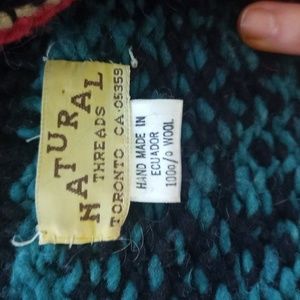 NATURAL
THREADS
TORONTO CA·05359
HAND MADE IN
ECUADOR
100% WOOL